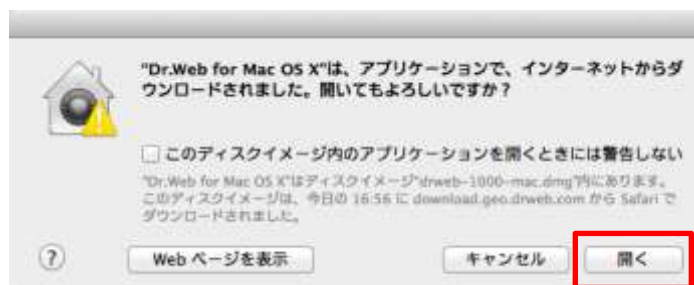 "Dr.Web for Mac OS X"は、アプリケーションで、インターネットからダ
ウンロードされました。開いてもよろしいですか？
このディスクイメージ内のアプリケーションを開くときには警告しない
"Dr.Web for Mac OS X"はディスクイメージ"drweb-1000-mac.dmg"内にあります。
このディスクイメージは、今日の 16:56 に download.geo.drweb.com から Safari で
ダウンロードされました。
?
Web ページを表示
キャンセル
開く